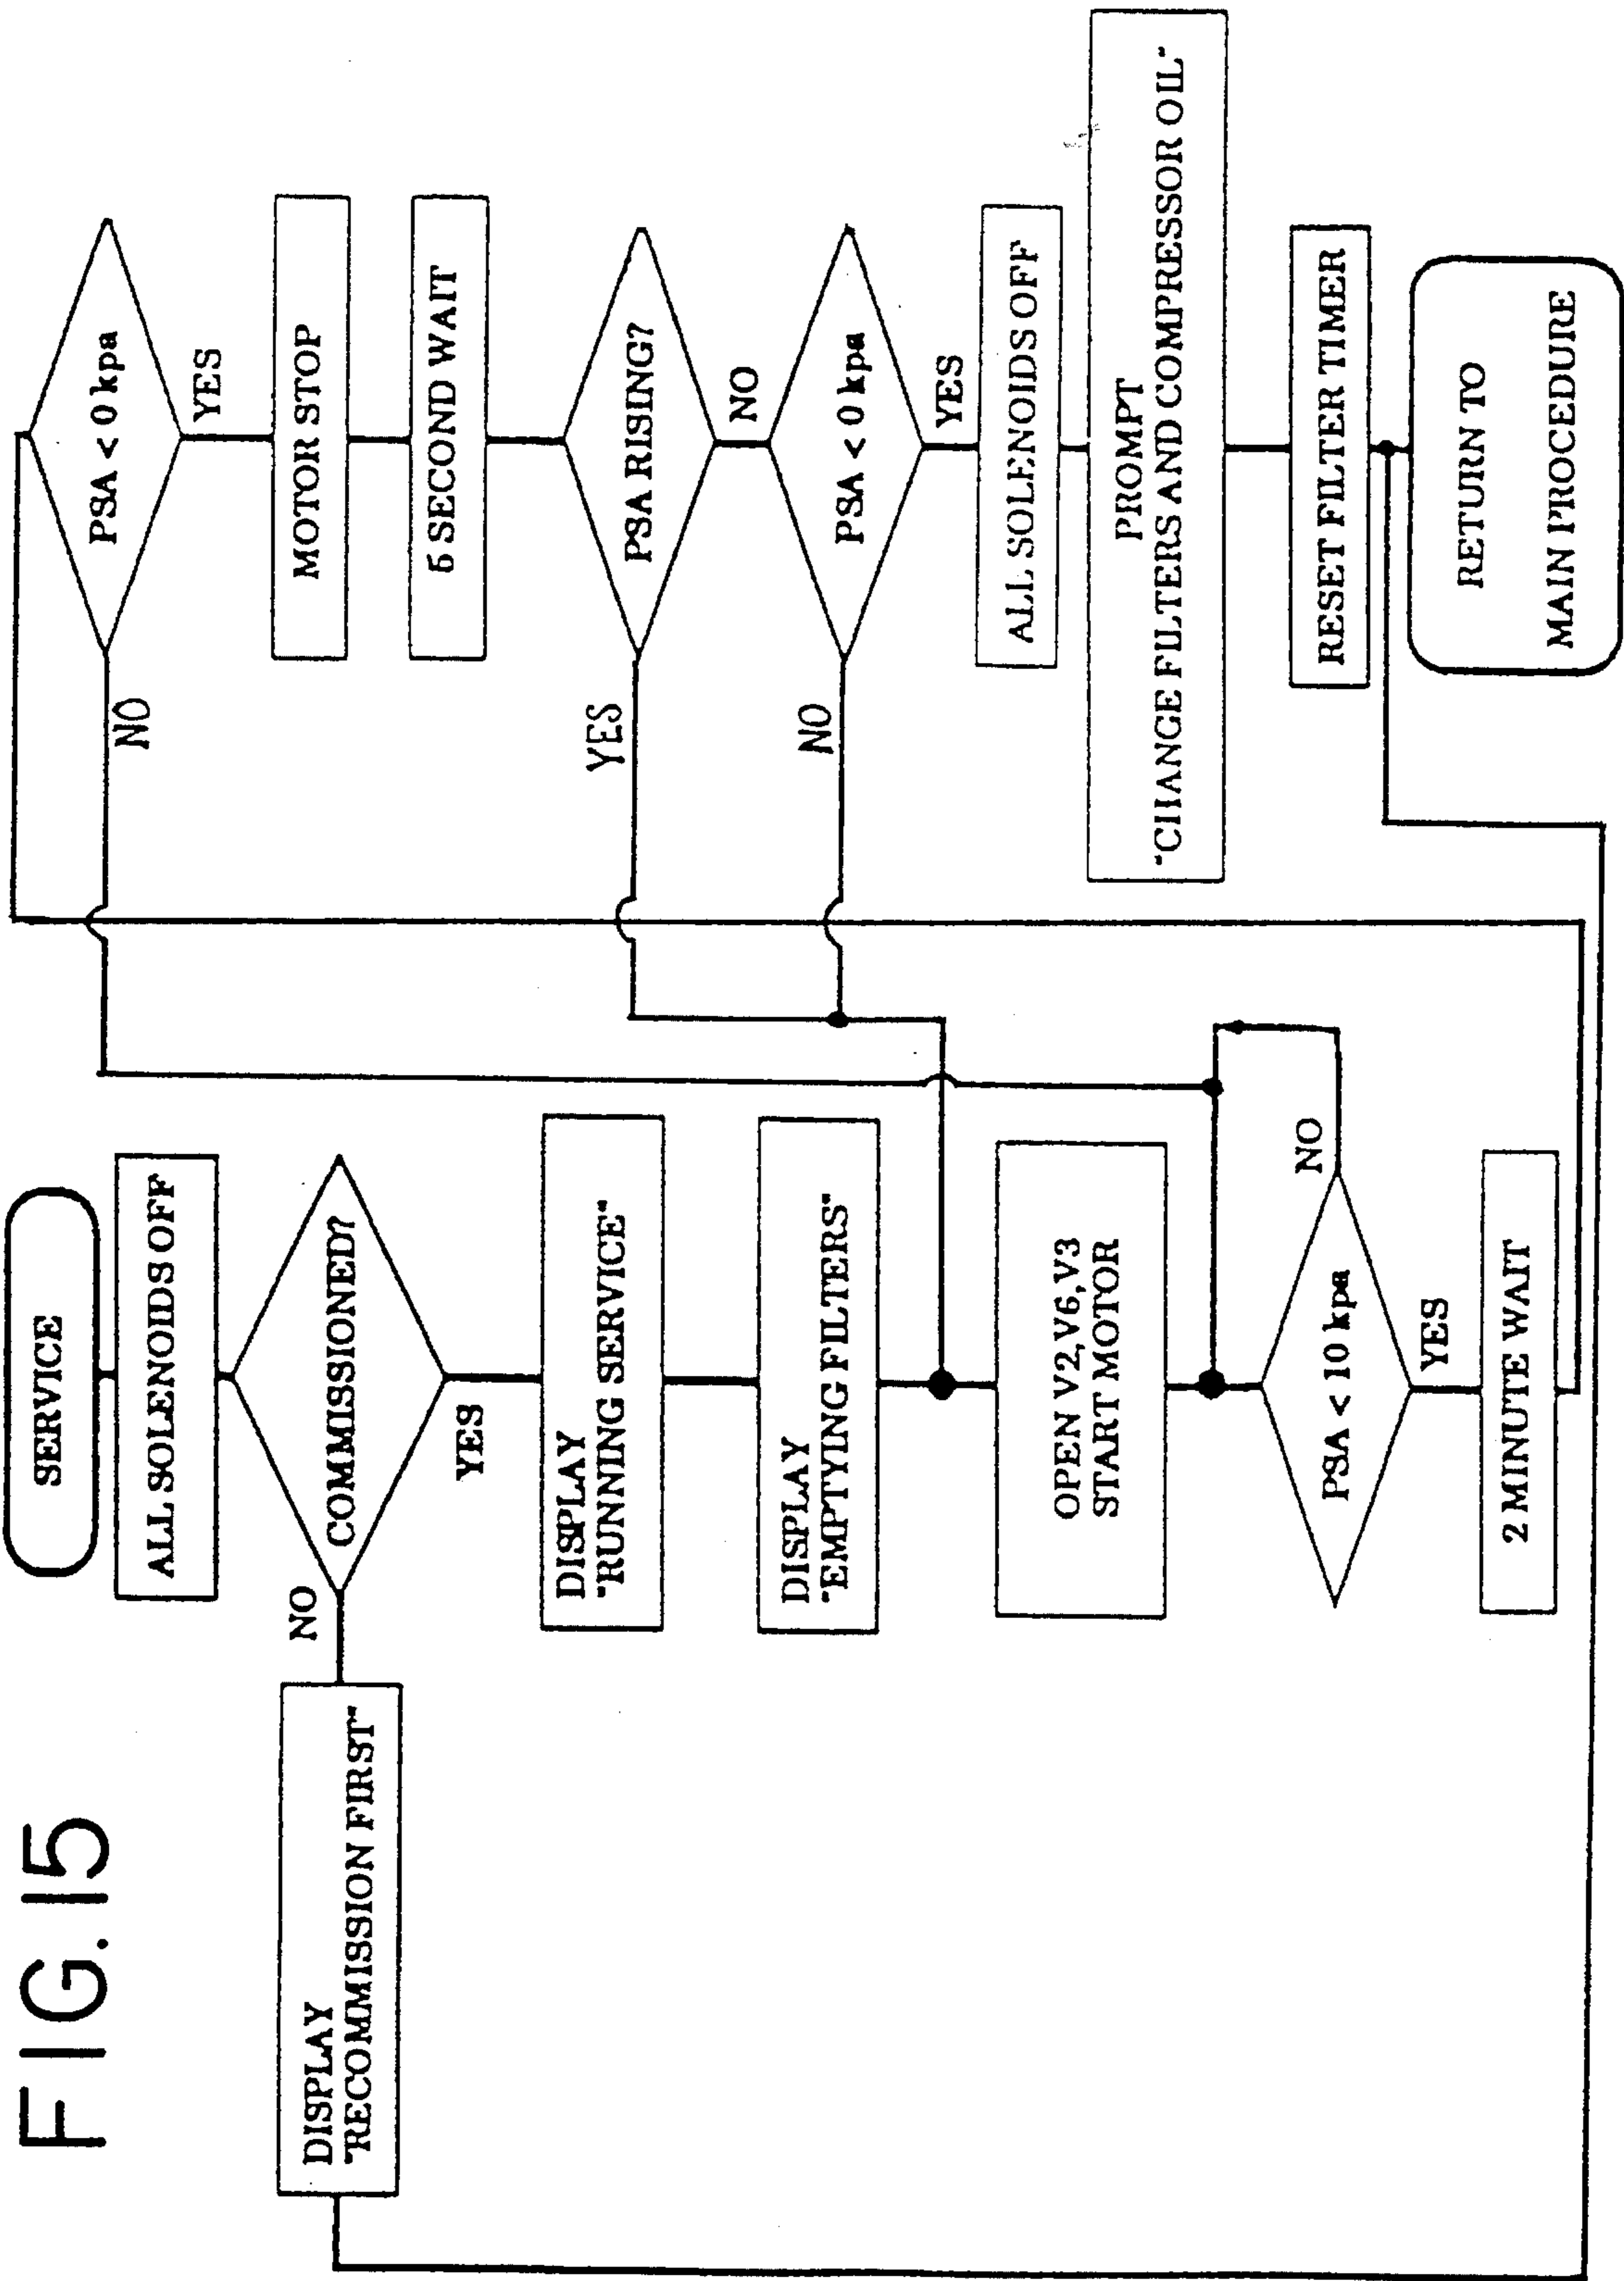 FIG. 15
SERVICE
ALL SOLENOIDS OFF
COMMISSIONED?
NO
YES
DISPLAY
"RECOMMISSION FIRST"
DISPLAY
"RUNNING SERVICE"
DISPLAY
"EMPTYING FILTERS"
OPEN V2,V6,V3
START MOTOR
PSA < 10 kpa
NO
YES
2 MINUTE WAIT
PSA < 0 kpa
NO
YES
MOTOR STOP
5 SECOND WAIT
PSA RISING?
YES
NO
PSA < 0 kpa
NO
YES
ALL SOLENOIDS OFF
PROMPT
"CHANGE FILTERS AND COMPRESSOR OIL"
RESET FILTER TIMER
RETURN TO
MAIN PROCEDURE